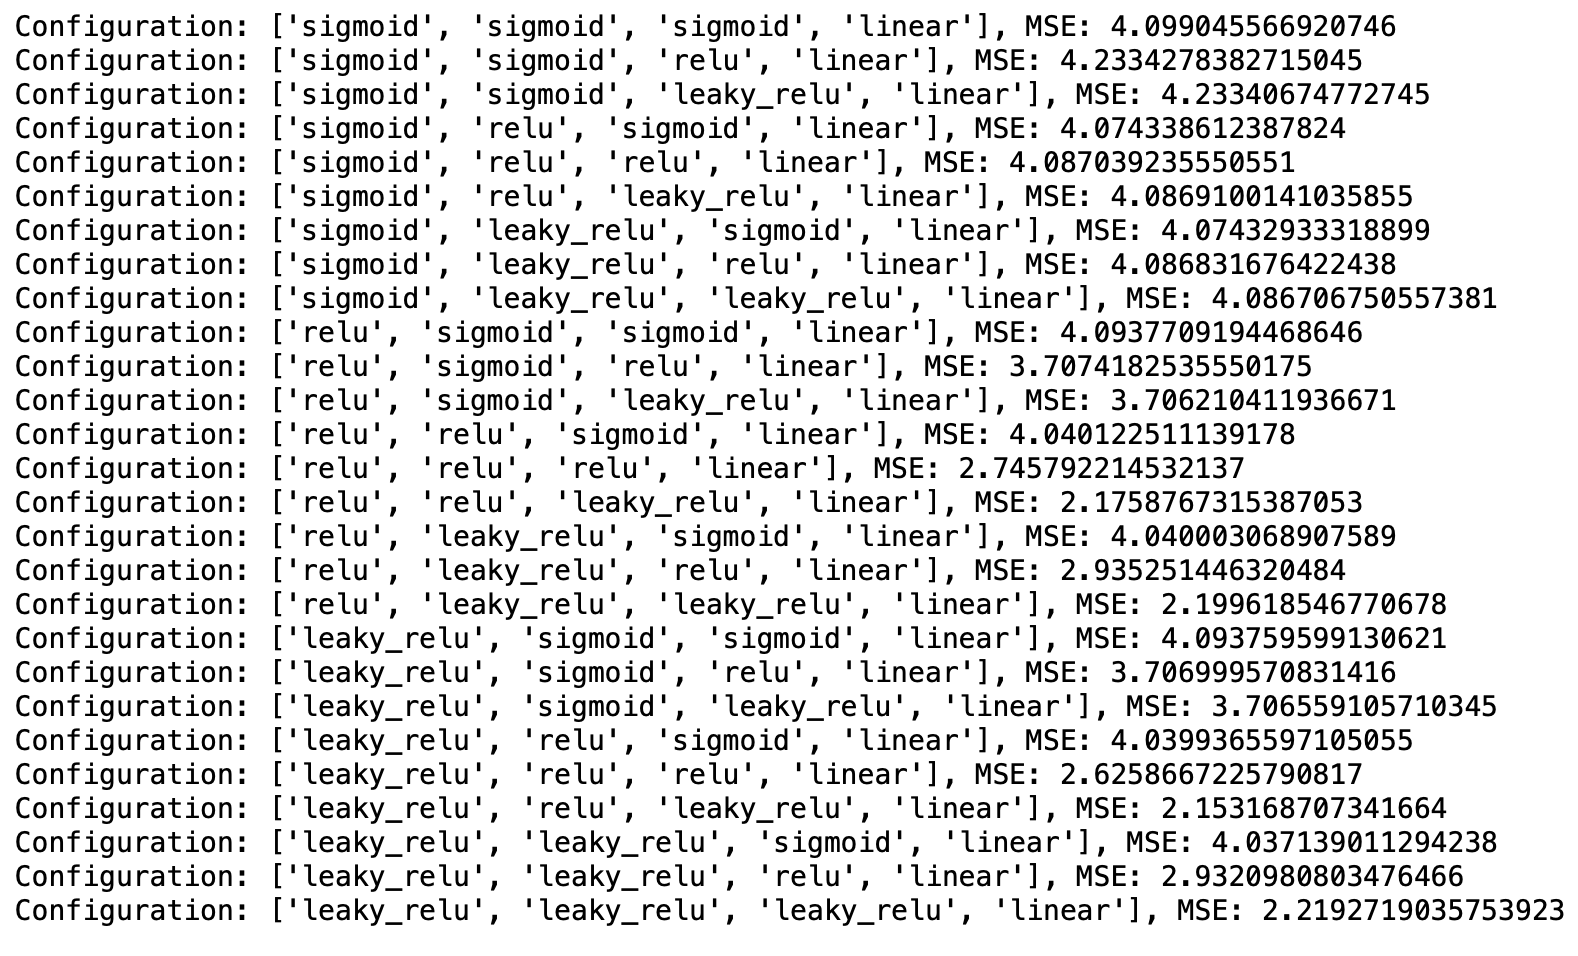 Configuration: ['sigmoid', 'sigmoid', 'sigmoid', 'linear'], MSE: 4.099045566920746
Configuration: ['sigmoid', 'sigmoid', 'relu', 'linear'], MSE: 4.2334278382715045
Configuration: ['sigmoid', 'sigmoid', 'leaky_relu', 'linear'], MSE: 4.23340674772745
Configuration: ['sigmoid', 'relu', 'sigmoid', 'linear'], MSE: 4.074338612387824
Configuration: ['sigmoid', 'relu', 'relu', 'linear'], MSE: 4.087039235550551
Configuration: ['sigmoid', 'relu', 'leaky_relu', 'linear'], MSE: 4.0869100141035855
Configuration: ['sigmoid', 'leaky_relu', 'sigmoid', 'linear'], MSE: 4.07432933318899
Configuration: ['sigmoid', 'leaky_relu', 'relu', 'linear'], MSE: 4.086831676422438
Configuration: ['sigmoid', 'leaky_relu', 'leaky_relu', 'linear'], MSE: 4.086706750557381
Configuration: ['relu', 'sigmoid', 'sigmoid', 'linear'], MSE: 4.0937709194468646
Configuration: ['relu', 'sigmoid', 'relu', 'linear'], MSE: 3.7074182535550175
Configuration: ['relu', 'sigmoid', 'leaky_relu', 'linear'], MSE: 3.706210411936671
Configuration: ['relu', 'relu', 'sigmoid', 'linear'], MSE: 4.040122511139178
Configuration: ['relu', 'relu', 'relu', 'linear'], MSE: 2.745792214532137
Configuration: ['relu', 'relu', 'leaky_relu', 'linear'], MSE: 2.1758767315387053
Configuration: ['relu', 'leaky_relu', 'sigmoid', 'linear'], MSE: 4.040003068907589
Configuration: ['relu', 'leaky_relu', 'relu', 'linear'], MSE: 2.935251446320484
Configuration: ['relu', 'leaky_relu', 'leaky_relu', 'linear'], MSE: 2.199618546770678
Configuration: ['leaky_relu', 'sigmoid', 'sigmoid', 'linear'], MSE: 4.093759599130621
Configuration: ['leaky_relu', 'sigmoid', 'relu', 'linear'], MSE: 3.706999570831416
Configuration: ['leaky_relu', 'sigmoid', 'leaky_relu', 'linear'], MSE: 3.706559105710345
Configuration: ['leaky_relu', 'relu', 'sigmoid', 'linear'], MSE: 4.0399365597105055
Configuration: ['leaky_relu', 'relu', 'relu', 'linear'], MSE: 2.6258667225790817
Configuration: ['leaky_relu', 'relu', 'leaky_relu', 'linear'], MSE: 2.153168707341664
Configuration: ['leaky_relu', 'leaky_relu', 'sigmoid', 'linear'], MSE: 4.037139011294238
Configuration: ['leaky_relu', 'leaky_relu', 'relu', 'linear'], MSE: 2.9320980803476466
Configuration: ['leaky_relu', 'leaky_relu', 'leaky_relu', 'linear'], MSE: 2.2192719035753923